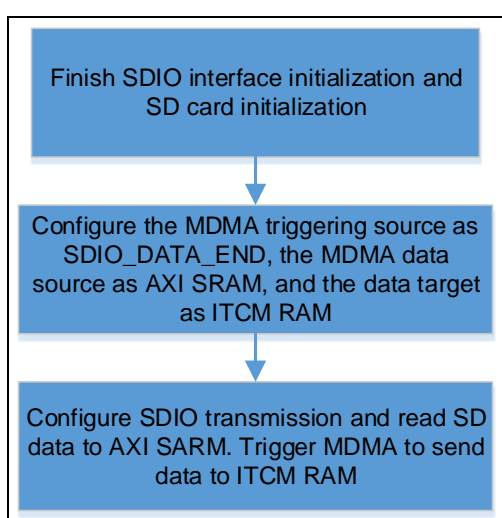 Finish SDIO interface initialization and
SD card initialization
Configure the MDMA triggering source as
SDIO_DATA_END, the MDMA data
source as AXI SRAM, and the data target
as ITCM RAM
Configure SDIO transmission and read SD
data to AXI SARM. Trigger MDMA to send
data to ITCM RAM